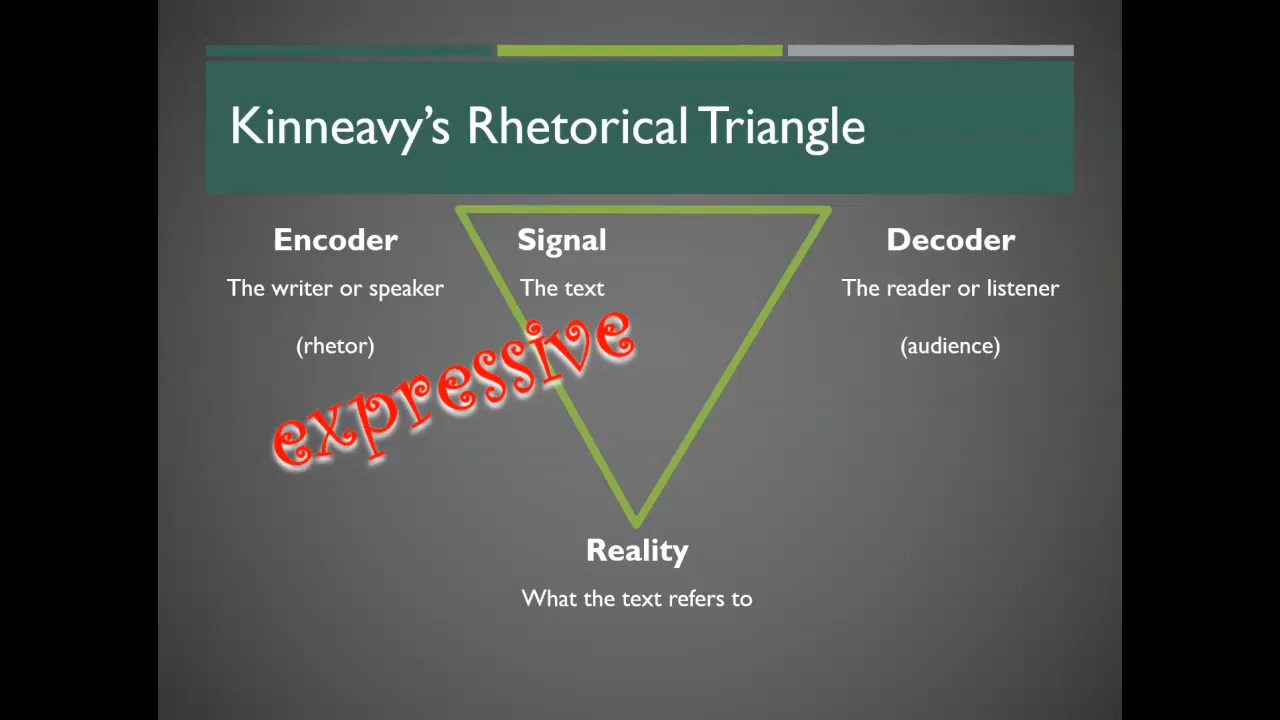 Kinneavy's Rhetorical Triangle
Encoder
The writer or speaker
(rhetor)
Signal
The text
Decoder
The reader or listener
(audience)
expressive
Reality
What the text refers to